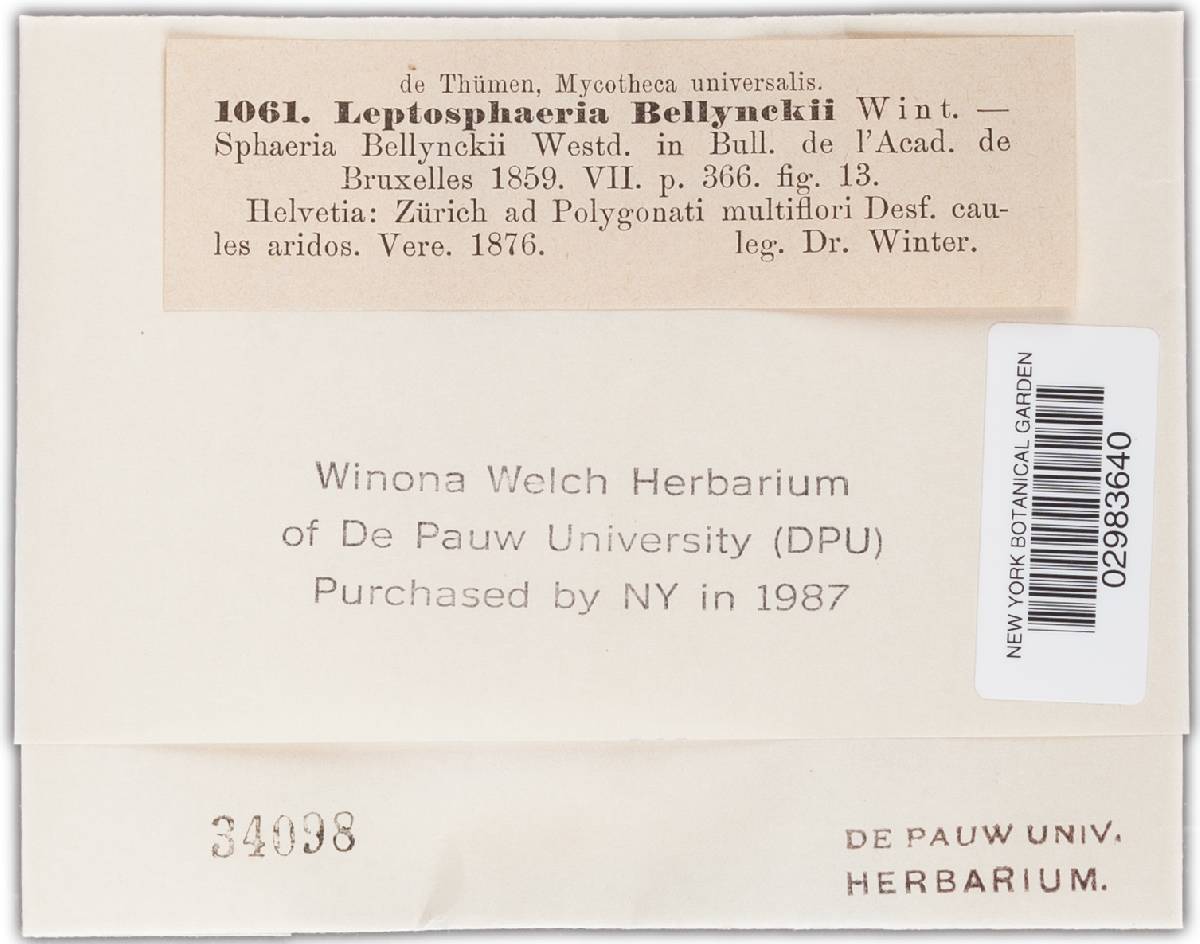 de Thümen, Mycotheca universalis.
1061. Leptosphaeria Bellynckii Wint. —
Sphaeria Bellynckii Westd. in Bull. de l'Acad. de
Bruxelles 1859. VII. p. 366. fig. 13.
Helvetia: Zürich ad Polygonati multiflori Desf. cau-
les aridos. Vere. 1876. leg. Dr. Winter.
NEW YORK BOTANICAL GARDEN
02983640
Winona Welch Herbarium
of De Pauw University (DPU)
Purchased by NY in 1987
34098
DE PAUW UNIV.
HERBARIUM.